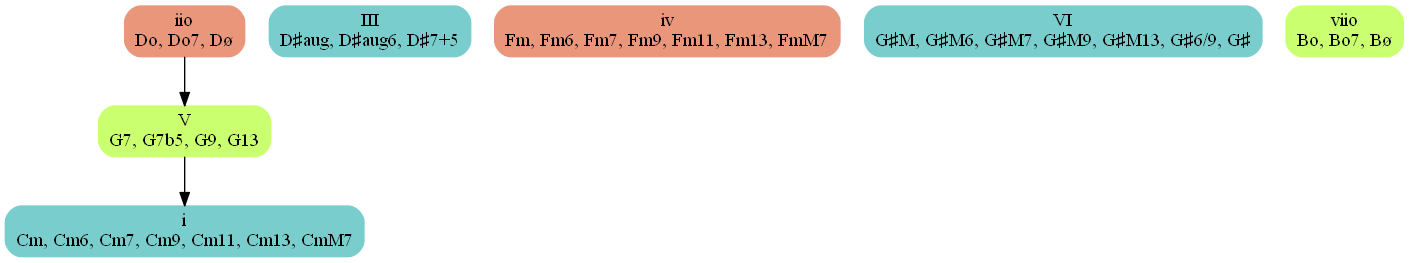 iio
Do, Do7, Dø
III
D♯aug, D♯aug6, D♯7+5
iv
Fm, Fm6, Fm7, Fm9, Fm11, Fm13, FmM7
VI
G♯M, G♯M6, G♯M7, G♯M9, G♯M13, G♯6/9, G♯
viio
Bo, Bo7, Bø
V
G7, G7b5, G9, G13
i
Cm, Cm6, Cm7, Cm9, Cm11, Cm13, CmM7